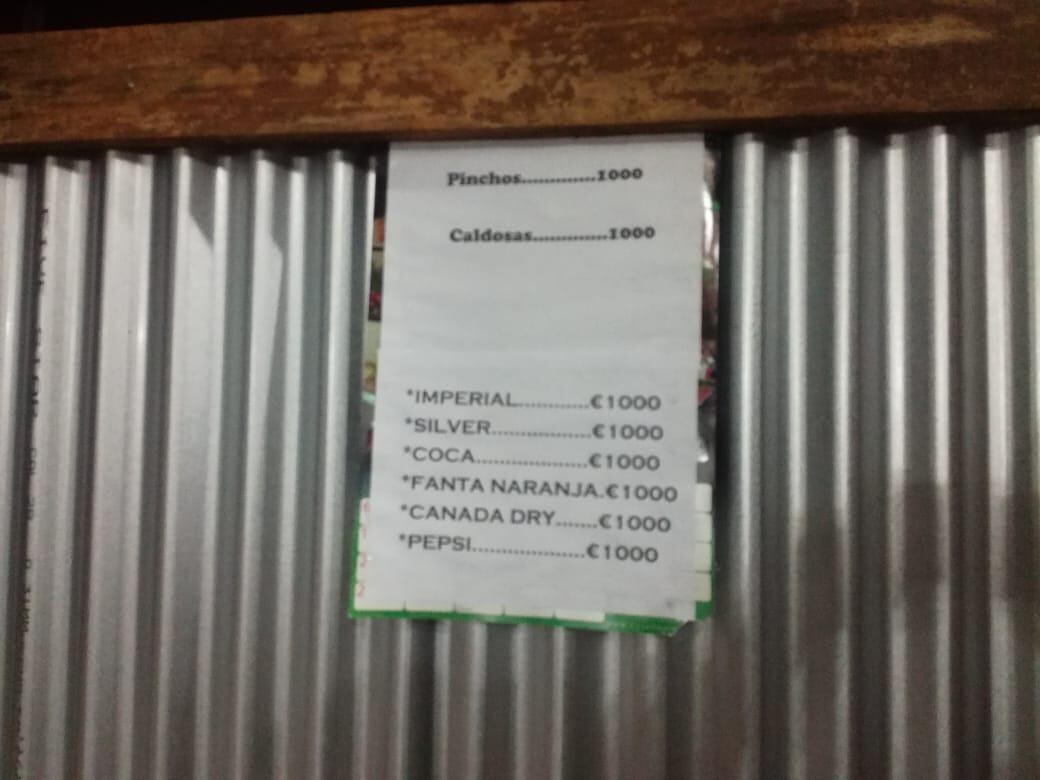 Pinchos.............1000
Caldosas.............1000
*IMPERIAL............€1000
*SILVER.................€1000
*COCA....................€1000
*FANTA NARANJA.€1000
*CANADA DRY.......€1000
*PEPSI....................€1000